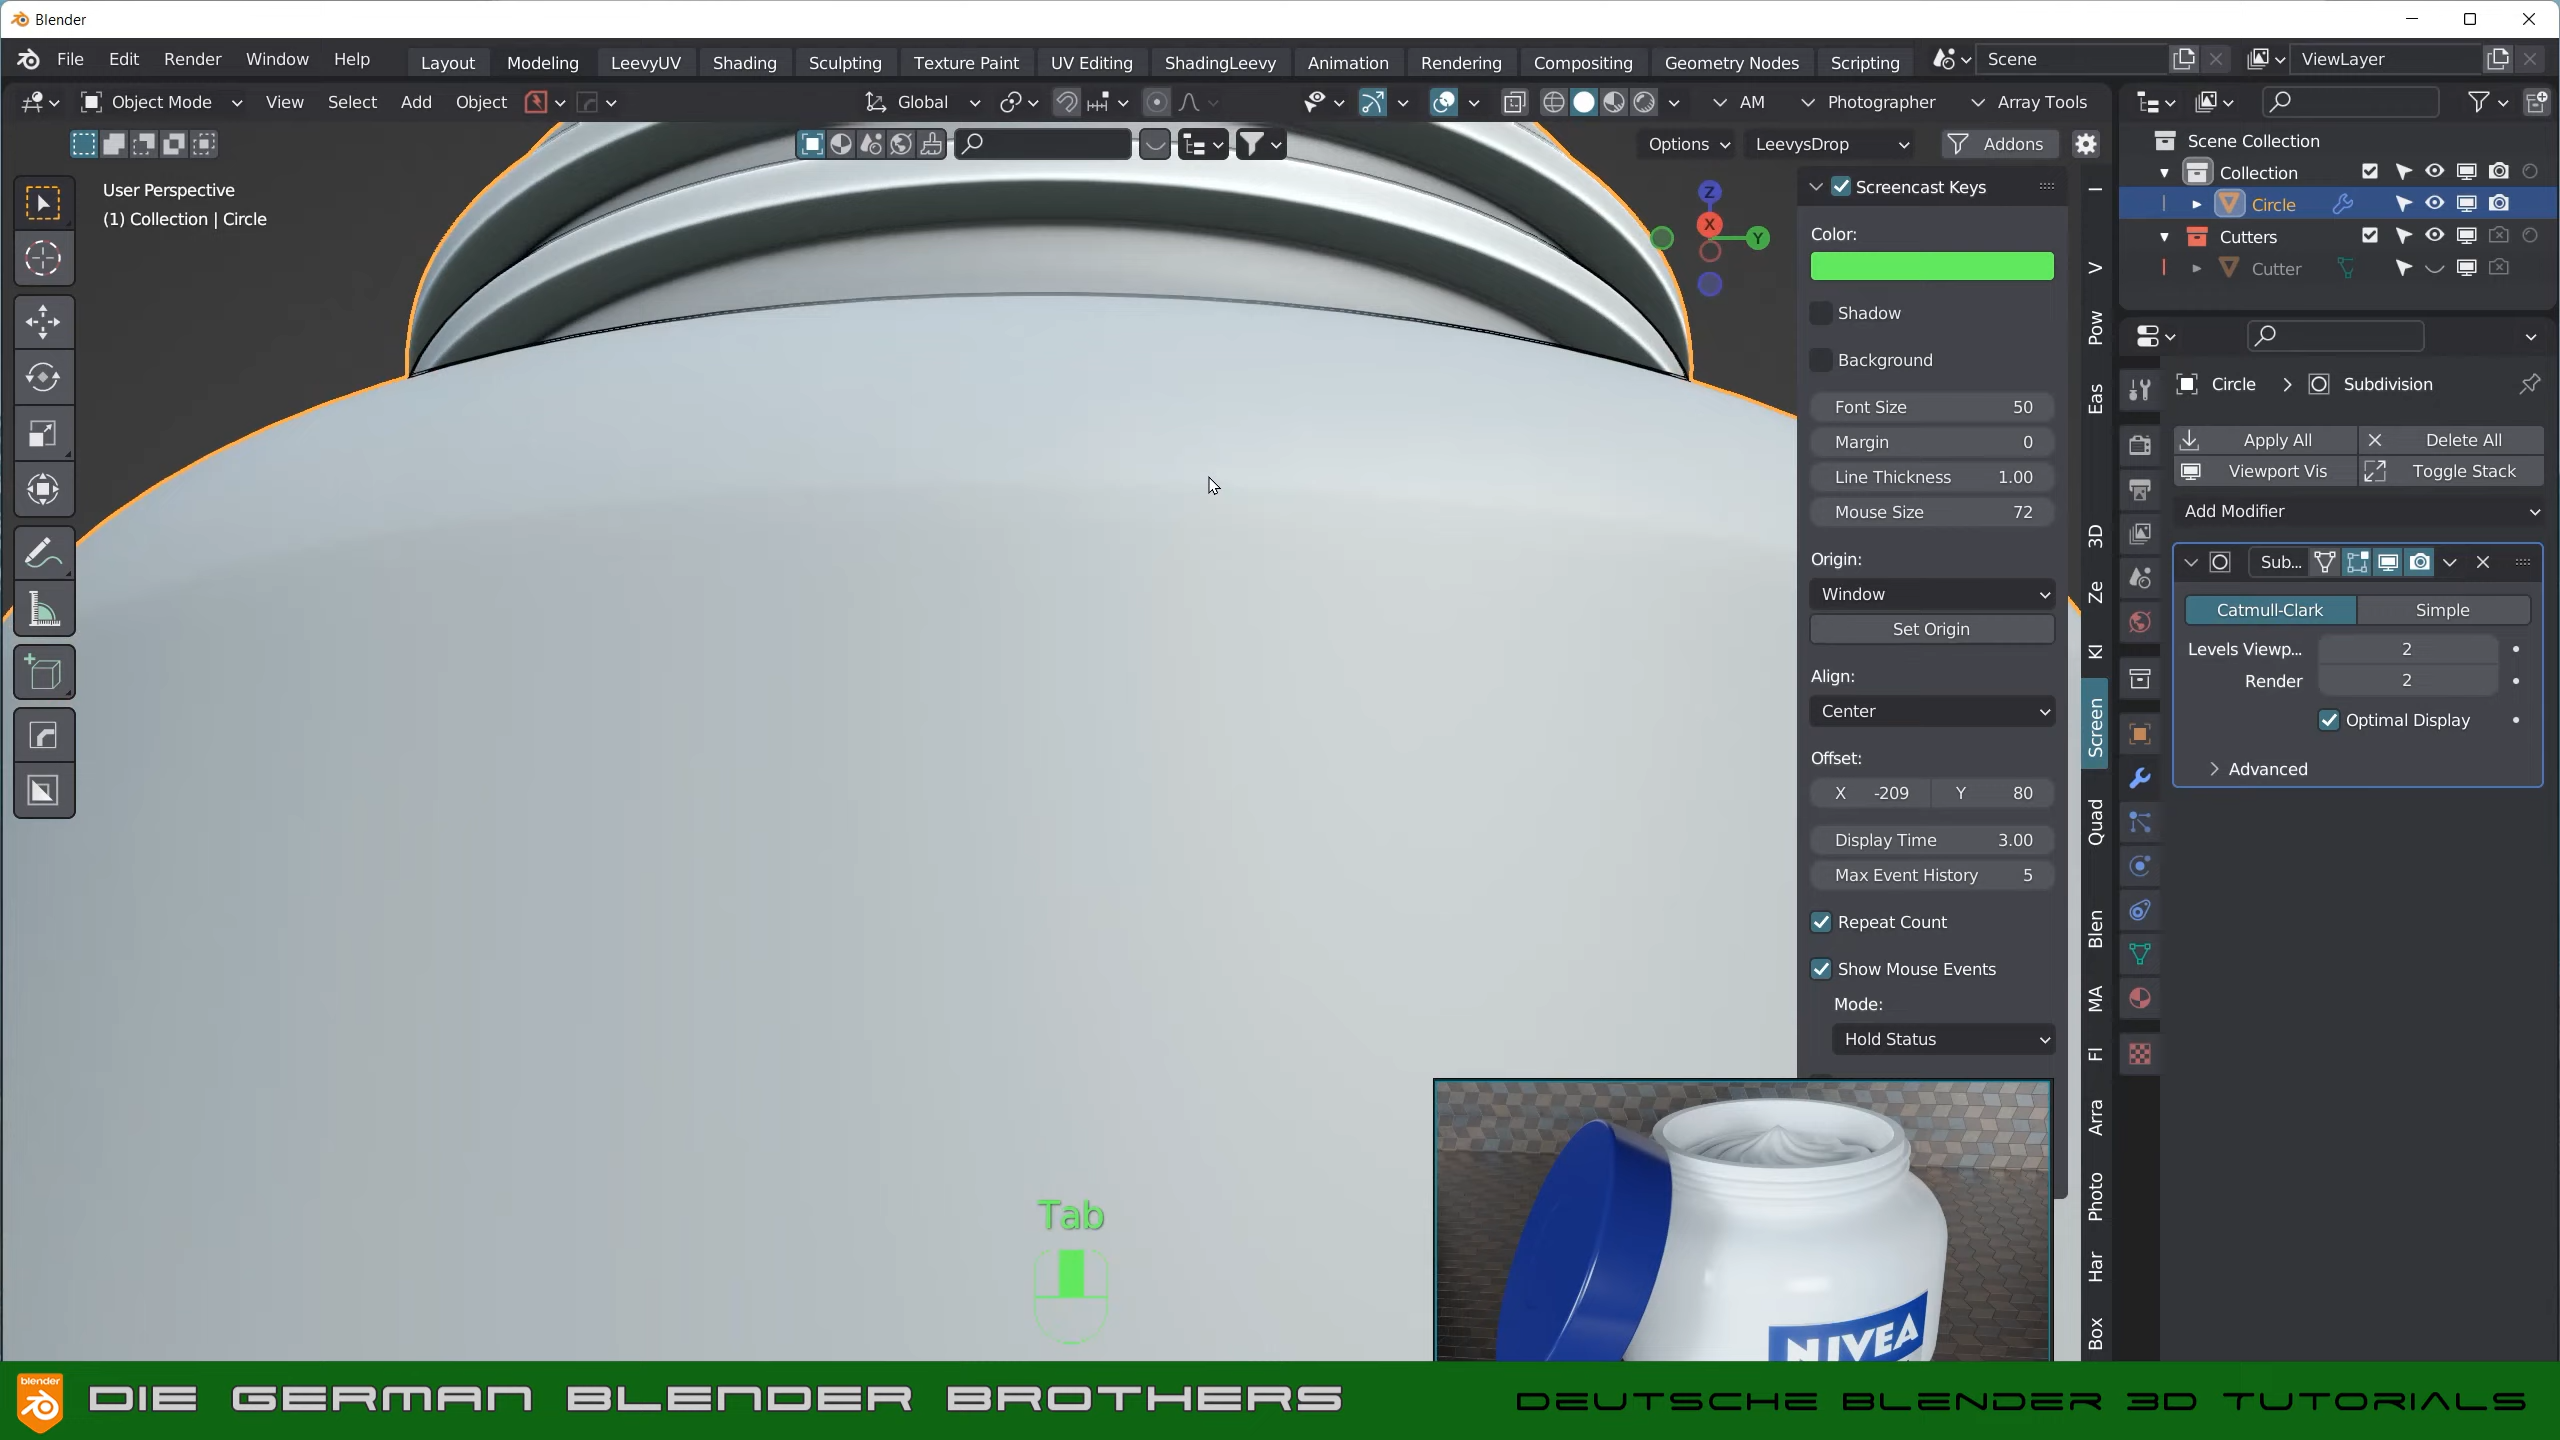 Blender
File Edit Render Window Help Layout Modeling LeevyUV Shading Sculpting Texture Paint UV Editing ShadingLeevy Animation Rendering Compositing Geometry Nodes Scripting Scene ViewLayer
Object Mode View Select Add Object Global AM Photographer Array Tools
Options LeevysDrop Addons
User Perspective
(1) Collection | Circle
Z
X
Y
Screencast Keys
Color:
Shadow
Background
Font Size 50
Margin 0
Line Thickness 1.00
Mouse Size 72
Origin:
Window
Set Origin
Align:
Center
Offset:
X -209 Y 80
Display Time 3.00
Max Event History 5
Repeat Count
Show Mouse Events
Mode:
Hold Status
I
V
Pow
Eas
3D
Ze
KI
Screen
Quad
Blen
MA
Fl
Arra
Photo
Har
Box
Scene Collection
Collection
Circle
Cutters
Cutter
Circle > Subdivision
Apply All Delete All
Viewport Vis Toggle Stack
Add Modifier
Sub...
Catmull-Clark Simple
Levels Viewp... 2
Render 2
Optimal Display
Advanced
Tab
NIVEA
blender
DIE GERMAN BLENDER BROTHERS
DEUTSCHE BLENDER 3D TUTORIALS